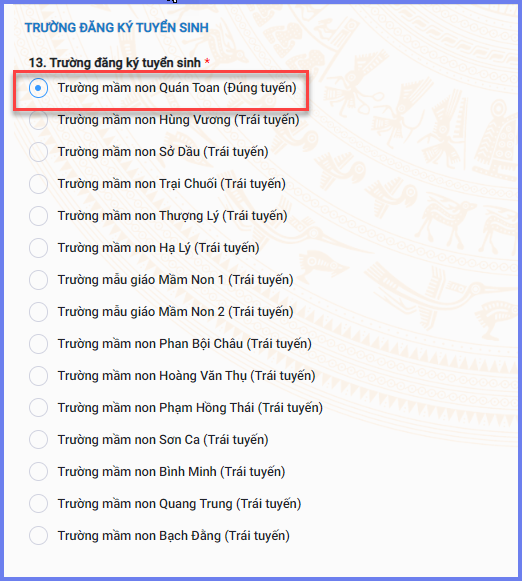 TRƯỜNG ĐĂNG KÝ TUYỂN SINH
13. Trường đăng ký tuyển sinh *
Trường mầm non Quán Toan (Đúng tuyến)
Trường mầm non Hùng Vương (Trái tuyến)
Trường mầm non Sở Dầu (Trái tuyến)
Trường mầm non Trại Chuối (Trái tuyến)
Trường mầm non Thượng Lý (Trái tuyến)
Trường mầm non Hạ Lý (Trái tuyến)
Trường mẫu giáo Mầm Non 1 (Trái tuyến)
Trường mẫu giáo Mầm Non 2 (Trái tuyến)
Trường mầm non Phan Bội Châu (Trái tuyến)
Trường mầm non Hoàng Văn Thụ (Trái tuyến)
Trường mầm non Phạm Hồng Thái (Trái tuyến)
Trường mầm non Sơn Ca (Trái tuyến)
Trường mầm non Bình Minh (Trái tuyến)
Trường mầm non Quang Trung (Trái tuyến)
Trường mầm non Bạch Đằng (Trái tuyến)